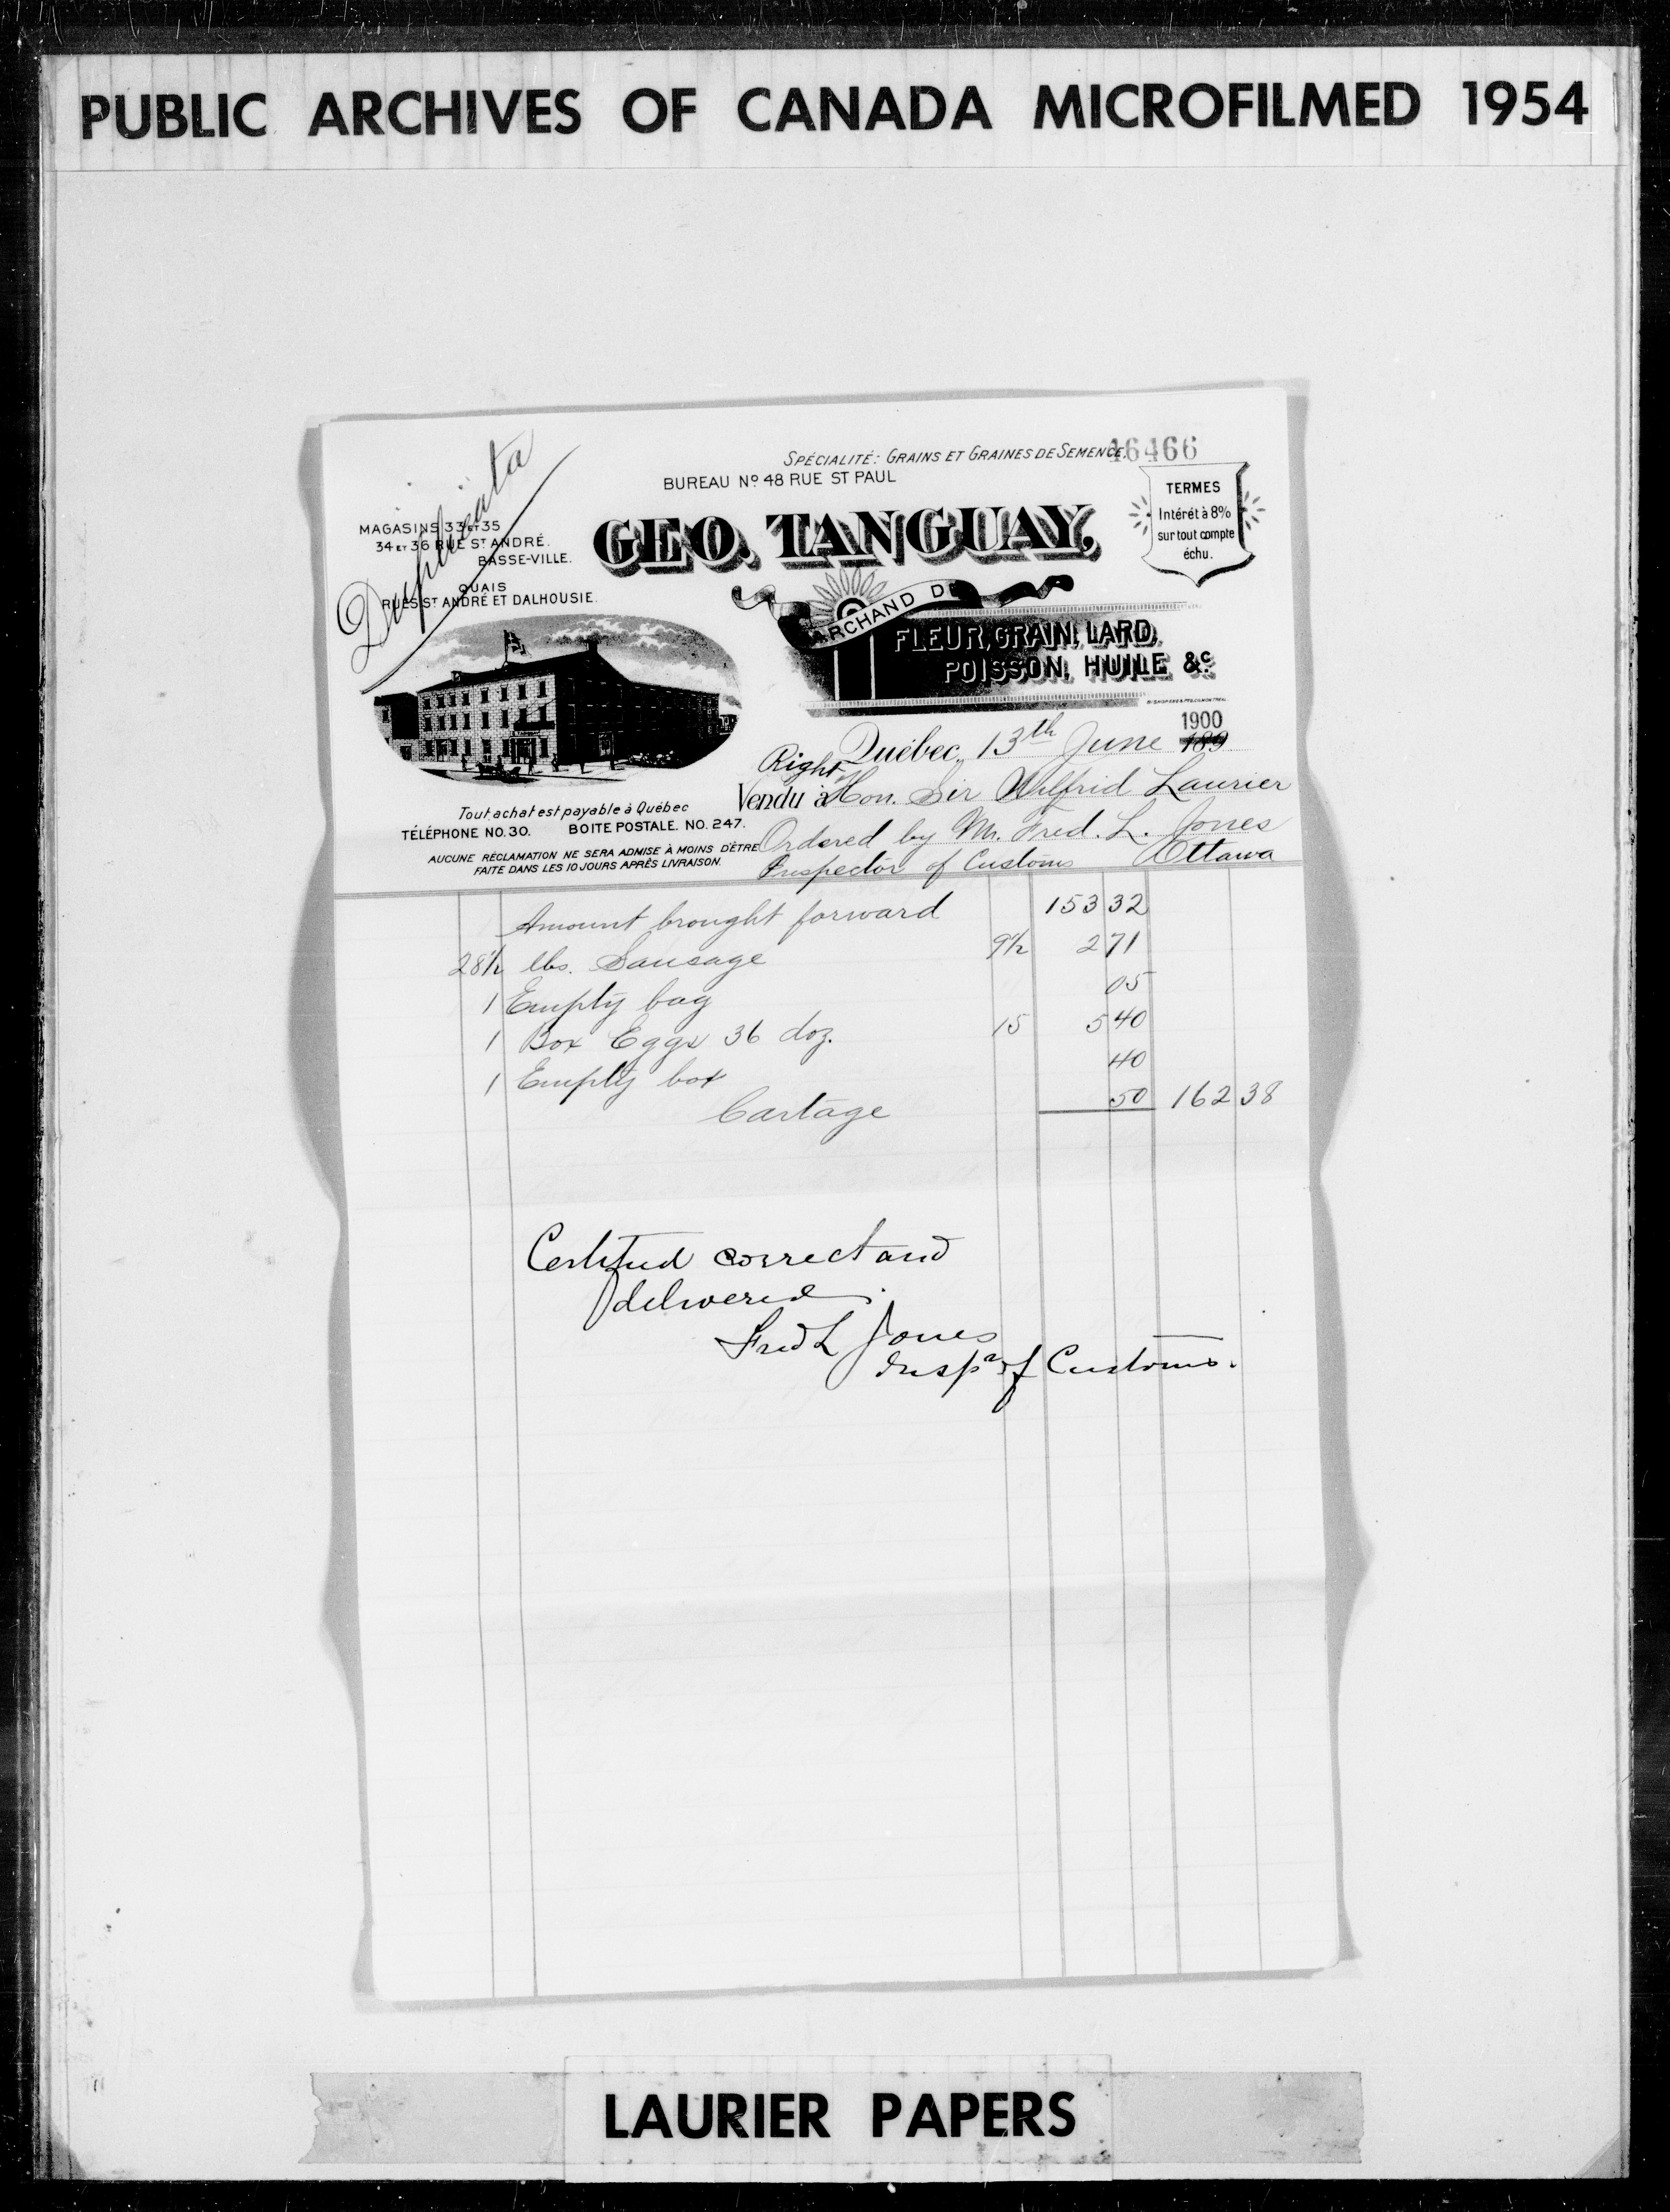 PUBLIC ARCHIVES OF CANADA MICROFILMED 1954
Duplicata
SPÉCIALITÉ: GRAINS ET GRAINES DE SEMENCE.
46466
BUREAU No 48 RUE ST PAUL
MAGASINS 33 ET 35
34 ET 36 RUE ST ANDRÉ.
BASSE-VILLE.
QUAIS
RUES ST ANDRÉ ET DALHOUSIE.
GEO. TANGUAY,
TERMES
Intérêt à 8%
sur tout compte
échu.
ARCHAND DE
FLEUR, GRAIN, LARD,
POISSON, HUILE &c.
Québec, 13th June 189 1900
Right
Vendu à Hon. Sir Wilfrid Laurier
Ordered by Mr. Fred. L. Jones
Inspector of Customs Ottawa
Tout achat est payable à Québec
TÉLÉPHONE NO. 30. BOITE POSTALE. NO. 247.
AUCUNE RÉCLAMATION NE SERA ADMISE À MOINS D'ÊTRE
FAITE DANS LES 10 JOURS APRÈS LIVRAISON.
Amount brought forward 153 32
28½ lbs. Sausage 9½ 2 71
1 Empty bag 05
1 Box Eggs 36 doz. 15 5 40
1 Empty box 40
Cartage 50 162 38
Certified correct and
delivered.
Fred L Jones
Inspr of Customs.
LAURIER PAPERS